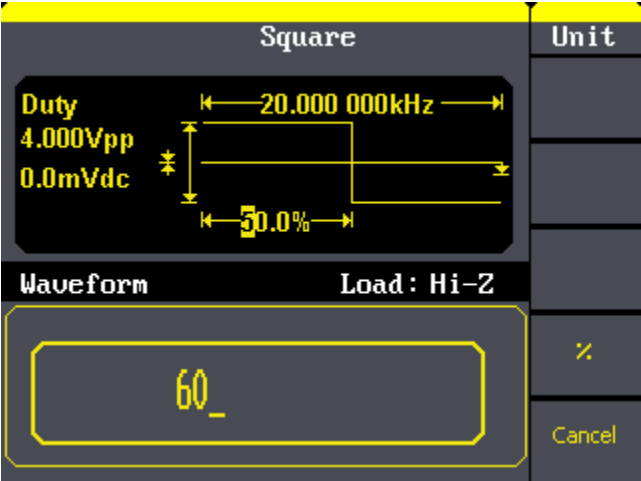 Square
Unit
Duty
20.000 000kHz
4.000Vpp
0.0mVdc
50.0%
Waveform
Load: Hi-Z
60_
%
Cancel